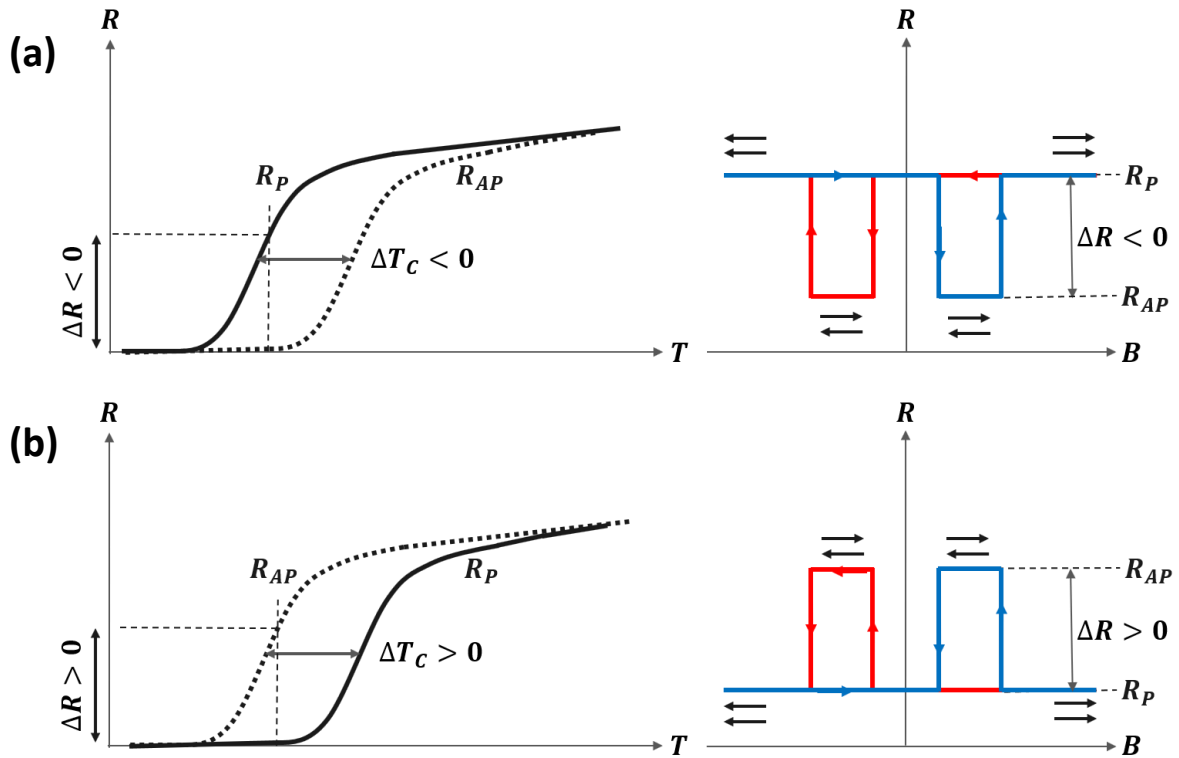 (a)
R
R_P
R_AP
ΔR < 0
ΔT_C < 0
T
R
R_P
ΔR < 0
R_AP
B
(b)
R
R_AP
R_P
ΔR > 0
ΔT_C > 0
T
R
R_AP
ΔR > 0
R_P
B